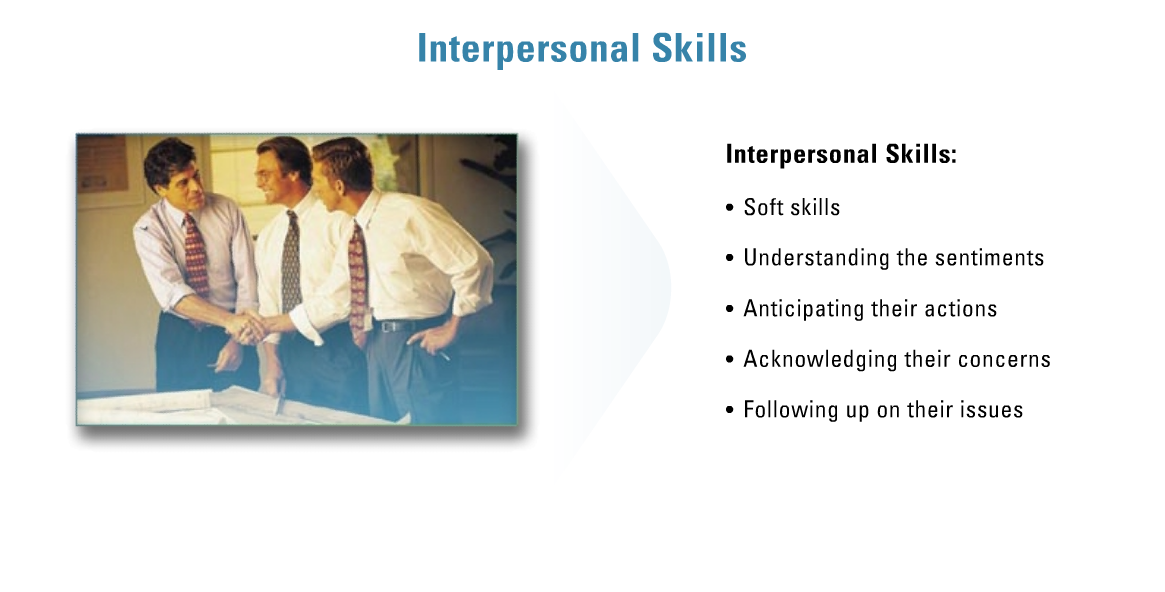 Interpersonal Skills
Interpersonal Skills:
• Soft skills
• Understanding the sentiments
• Anticipating their actions
• Acknowledging their concerns
• Following up on their issues